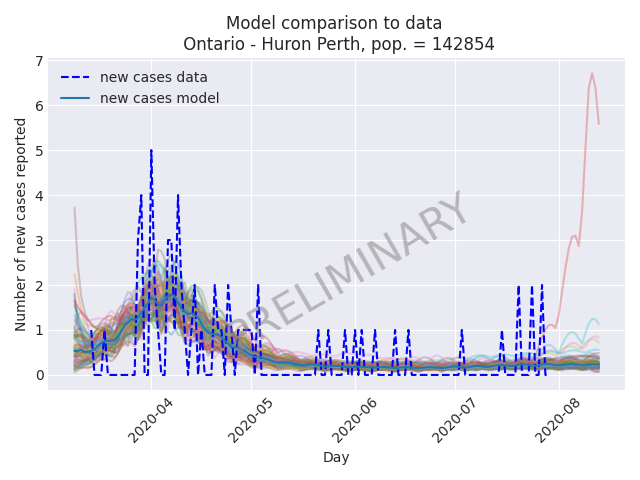 Model comparison to data
Ontario - Huron Perth, pop. = 142854
7
6
5
4
3
2
1
0
Number of new cases reported
new cases data
new cases model
PRELIMINARY
2020-04
2020-05
2020-06
2020-07
2020-08
Day